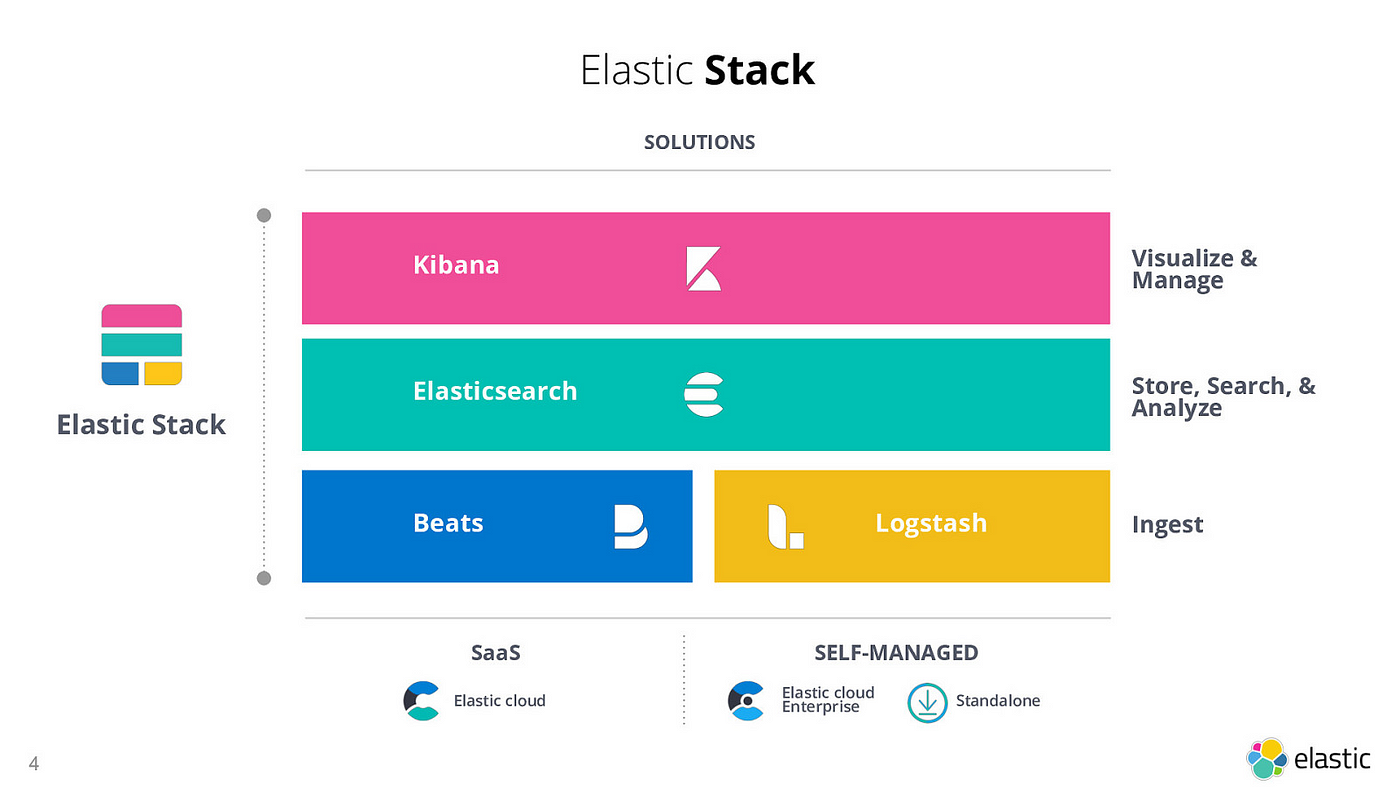 Elastic Stack
SOLUTIONS
Kibana
Visualize &
Manage
Elasticsearch
Store, Search, &
Analyze
Elastic Stack
Beats
Logstash
Ingest
SaaS
SELF-MANAGED
Elastic cloud
Elastic cloud
Enterprise
Standalone
4
elastic